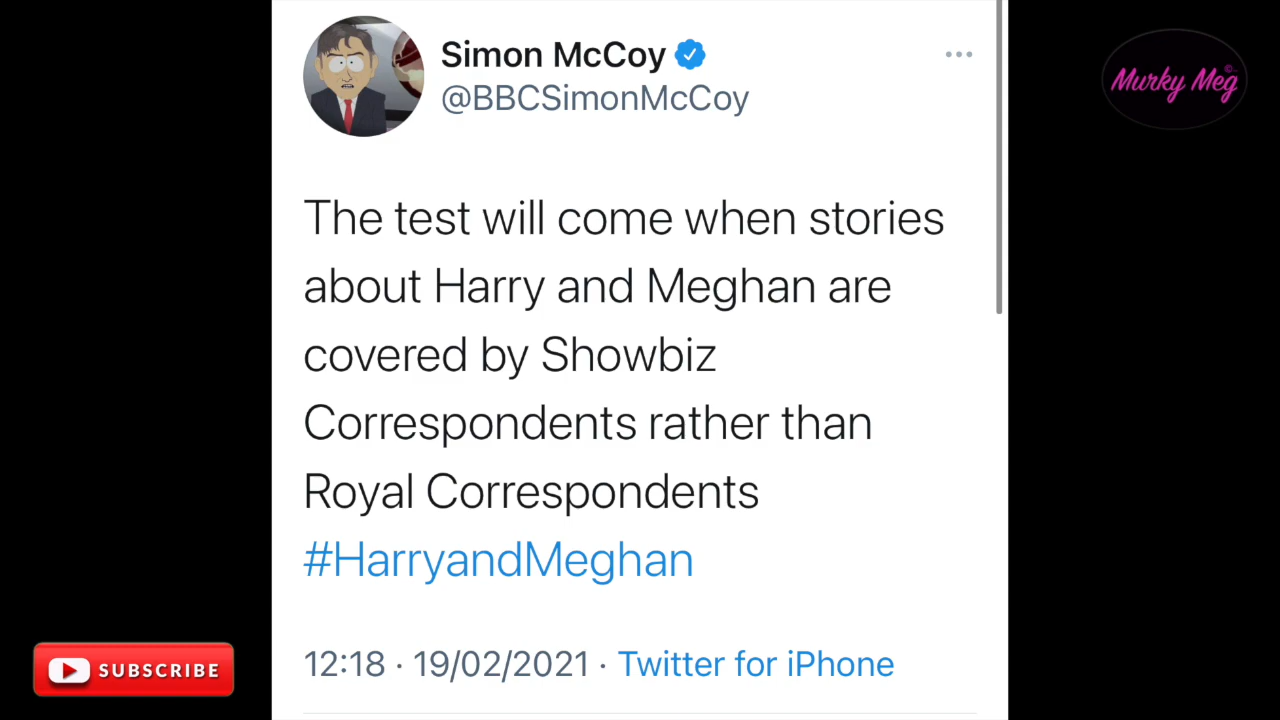 Simon McCoy
@BBCSimonMcCoy
Murky Meg
©
The test will come when stories
about Harry and Meghan are
covered by Showbiz
Correspondents rather than
Royal Correspondents
#HarryandMeghan
SUBSCRIBE
12:18 · 19/02/2021 · Twitter for iPhone